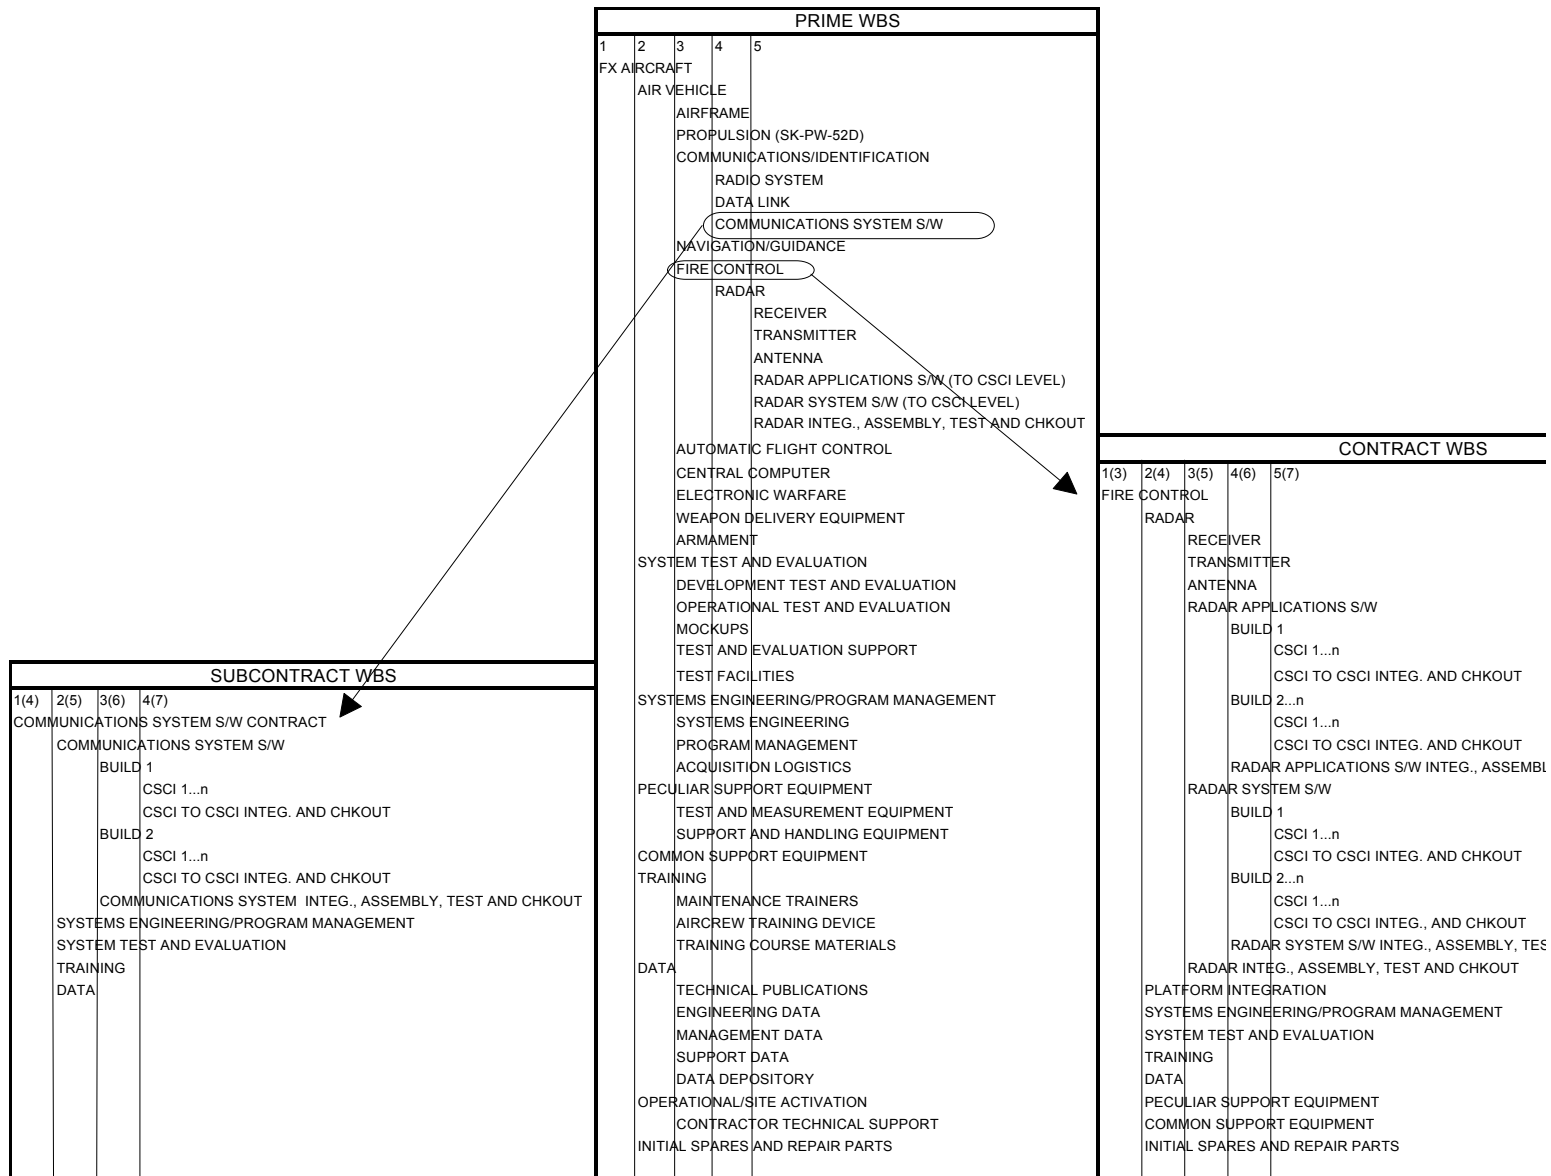 PRIME WBS
1 2 3 4 5
FX AIRCRAFT
AIR VEHICLE
AIRFRAME
PROPULSION (SK-PW-52D)
COMMUNICATIONS/IDENTIFICATION
RADIO SYSTEM
DATA LINK
COMMUNICATIONS SYSTEM S/W
NAVIGATION/GUIDANCE
FIRE CONTROL
RADAR
RECEIVER
TRANSMITTER
ANTENNA
RADAR APPLICATIONS S/W (TO CSCI LEVEL)
RADAR SYSTEM S/W (TO CSCI LEVEL)
RADAR INTEG., ASSEMBLY, TEST AND CHKOUT
AUTOMATIC FLIGHT CONTROL
CENTRAL COMPUTER
ELECTRONIC WARFARE
WEAPON DELIVERY EQUIPMENT
ARMAMENT
SYSTEM TEST AND EVALUATION
DEVELOPMENT TEST AND EVALUATION
OPERATIONAL TEST AND EVALUATION
MOCKUPS
TEST AND EVALUATION SUPPORT
TEST FACILITIES
SYSTEMS ENGINEERING/PROGRAM MANAGEMENT
SYSTEMS ENGINEERING
PROGRAM MANAGEMENT
ACQUISITION LOGISTICS
PECULIAR SUPPORT EQUIPMENT
TEST AND MEASUREMENT EQUIPMENT
SUPPORT AND HANDLING EQUIPMENT
COMMON SUPPORT EQUIPMENT
TRAINING
MAINTENANCE TRAINERS
AIRCREW TRAINING DEVICE
TRAINING COURSE MATERIALS
DATA
TECHNICAL PUBLICATIONS
ENGINEERING DATA
MANAGEMENT DATA
SUPPORT DATA
DATA DEPOSITORY
OPERATIONAL/SITE ACTIVATION
CONTRACTOR TECHNICAL SUPPORT
INITIAL SPARES AND REPAIR PARTS
SUBCONTRACT WBS
1(4) 2(5) 3(6) 4(7)
COMMUNICATIONS SYSTEM S/W CONTRACT
COMMUNICATIONS SYSTEM S/W
BUILD 1
CSCI 1...n
CSCI TO CSCI INTEG. AND CHKOUT
BUILD 2
CSCI 1...n
CSCI TO CSCI INTEG. AND CHKOUT
COMMUNICATIONS SYSTEM INTEG., ASSEMBLY, TEST AND CHKOUT
SYSTEMS ENGINEERING/PROGRAM MANAGEMENT
SYSTEM TEST AND EVALUATION
TRAINING
DATA
CONTRACT WBS
1(3) 2(4) 3(5) 4(6) 5(7)
FIRE CONTROL
RADAR
RECEIVER
TRANSMITTER
ANTENNA
RADAR APPLICATIONS S/W
BUILD 1
CSCI 1...n
CSCI TO CSCI INTEG. AND CHKOUT
BUILD 2...n
CSCI 1...n
CSCI TO CSCI INTEG. AND CHKOUT
RADAR APPLICATIONS S/W INTEG.,
RADAR SYSTEM S/W
BUILD 1
CSCI 1...n
CSCI TO CSCI INTEG. AND CHKOUT
BUILD 2...n
CSCI 1...n
CSCI TO CSCI INTEG., AND CHKOUT
RADAR SYSTEM S/W INTEG., ASSEMBLY,
RADAR INTEG., ASSEMBLY, TEST AND CHKOUT
PLATFORM INTEGRATION
SYSTEMS ENGINEERING/PROGRAM MANAGEMENT
SYSTEM TEST AND EVALUATION
TRAINING
DATA
PECULIAR SUPPORT EQUIPMENT
COMMON SUPPORT EQUIPMENT
INITIAL SPARES AND REPAIR PARTS